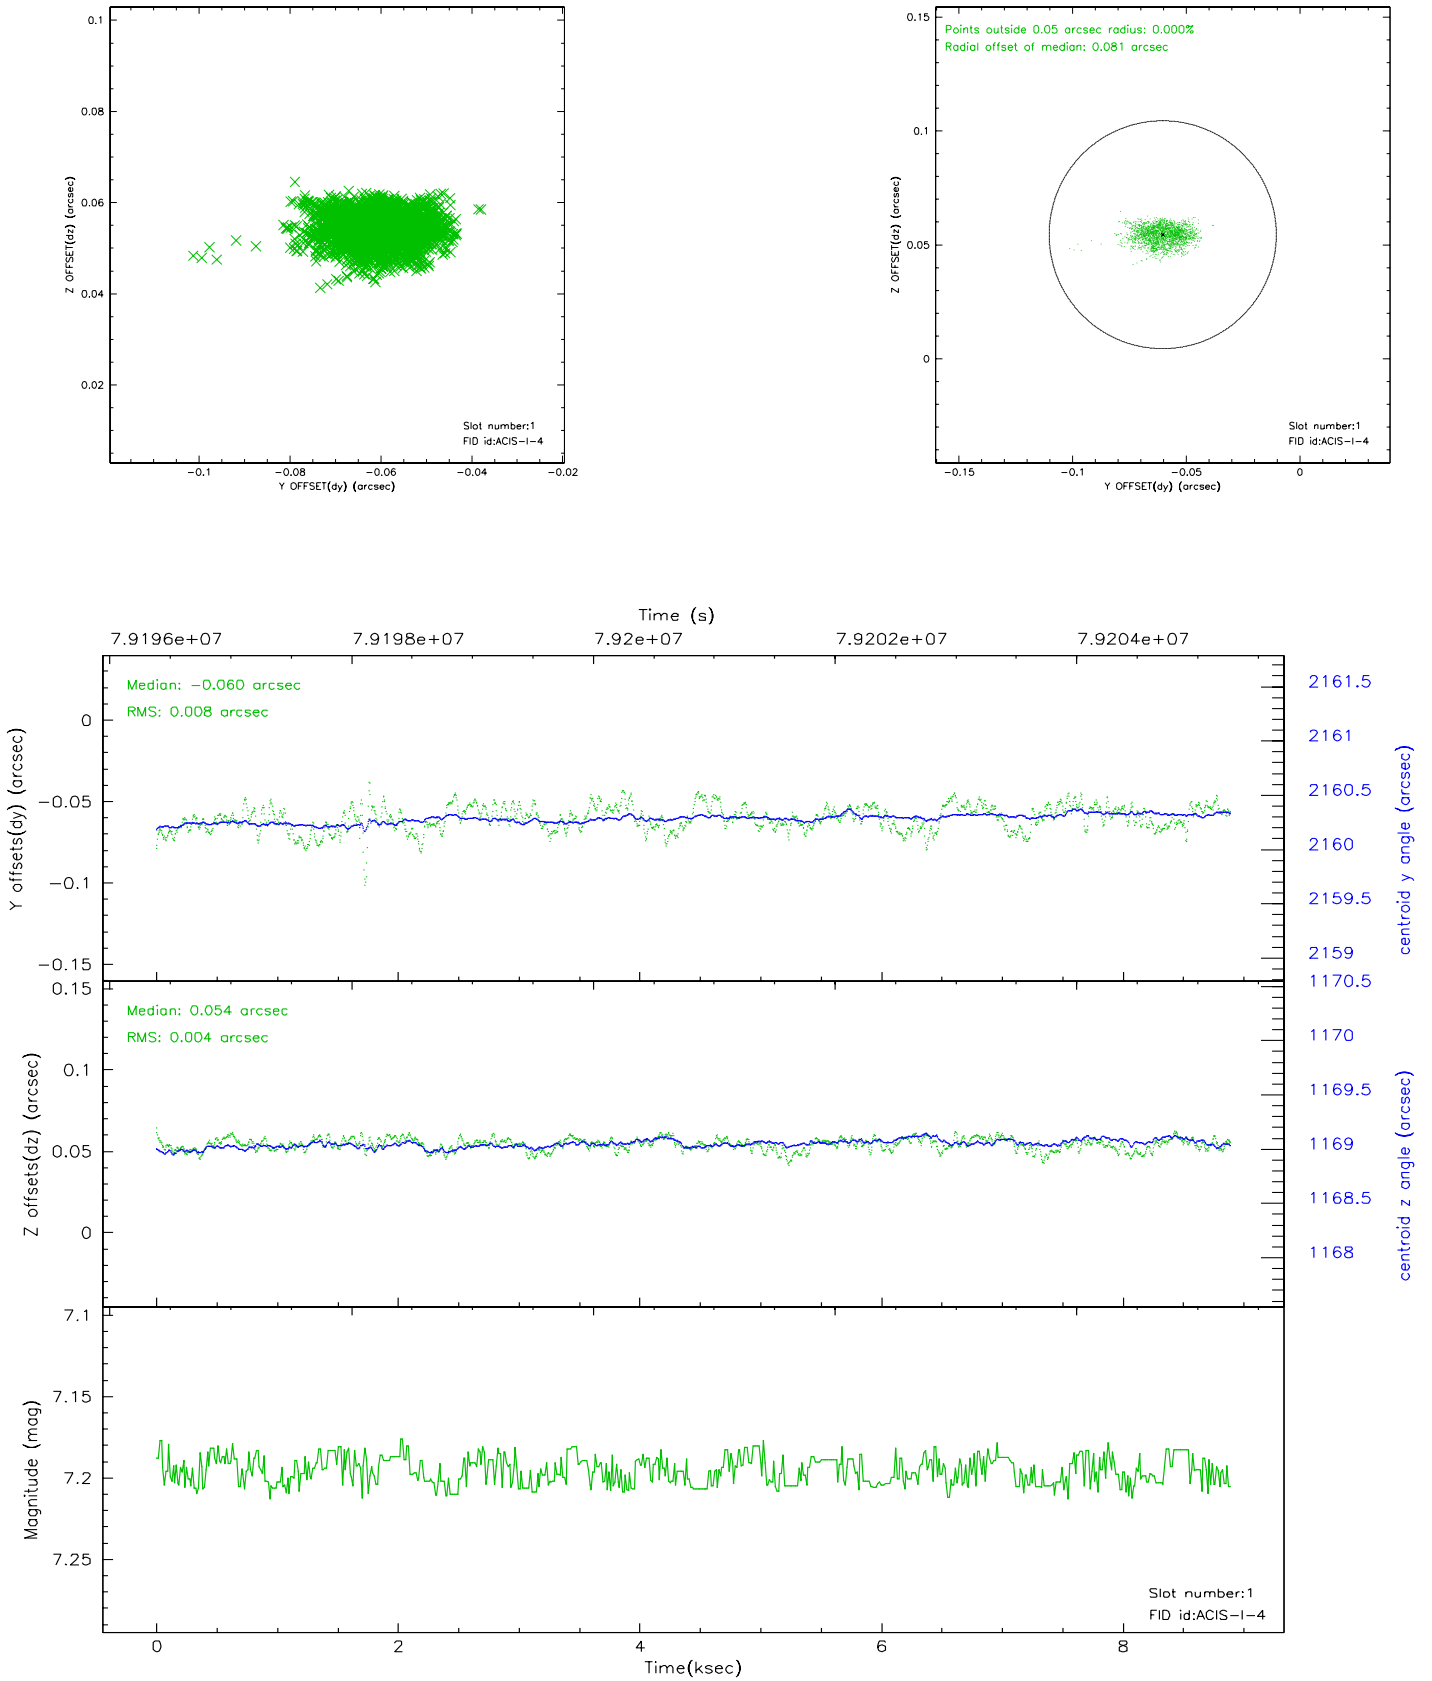 0.1
0.08
0.06
0.04
0.02
Z OFFSET(dz) (arcsec)
Slot number:1
FID id:ACIS-I-4
-0.1
-0.08
-0.06
-0.04
-0.02
Y OFFSET(dy) (arcsec)
Points outside 0.05 arcsec radius: 0.000%
Radial offset of median: 0.081 arcsec
0.15
0.1
0.05
0
Z OFFSET(dz) (arcsec)
Slot number:1
FID id:ACIS-I-4
-0.15
-0.1
-0.05
0
Y OFFSET(dy) (arcsec)
Time (s)
7.9196e+07
7.9198e+07
7.92e+07
7.9202e+07
7.9204e+07
Median: -0.060 arcsec
RMS: 0.008 arcsec
0
-0.05
-0.1
-0.15
Y offsets(dy) (arcsec)
2161.5
2161
2160.5
2160
2159.5
2159
centroid y angle (arcsec)
Median: 0.054 arcsec
RMS: 0.004 arcsec
0.15
0.1
0.05
0
Z offsets(dz) (arcsec)
1170.5
1170
1169.5
1169
1168.5
1168
centroid z angle (arcsec)
7.1
7.15
7.2
7.25
Magnitude (mag)
Slot number:1
FID id:ACIS-I-4
0
2
4
6
8
Time(ksec)